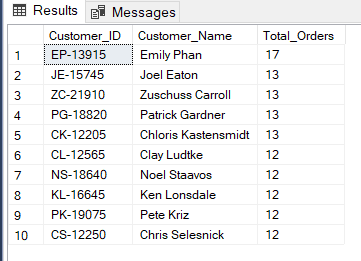 Results Messages
Customer_ID Customer_Name Total_Orders
1 EP-13915 Emily Phan 17
2 JE-15745 Joel Eaton 13
3 ZC-21910 Zuschuss Carroll 13
4 PG-18820 Patrick Gardner 13
5 CK-12205 Chloris Kastensmidt 13
6 CL-12565 Clay Ludtke 12
7 NS-18640 Noel Staavos 12
8 KL-16645 Ken Lonsdale 12
9 PK-19075 Pete Kriz 12
10 CS-12250 Chris Selesnick 12